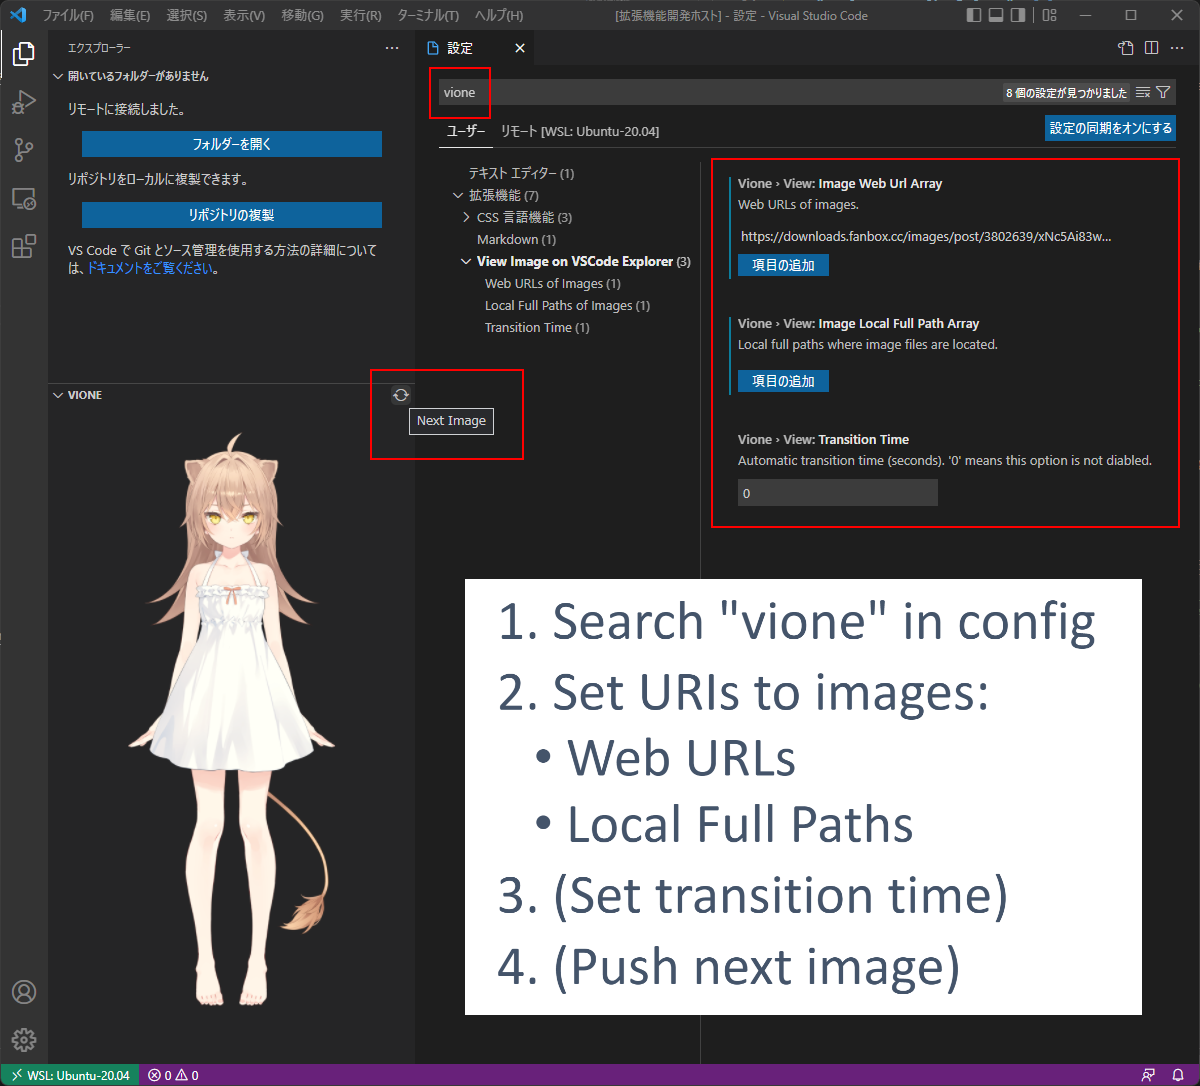 ファイル(F) 編集(E) 選択(S) 表示(V) 移動(G) 実行(R) ターミナル(T) ヘルプ(H) [拡張機能開発ホスト] - 設定 - Visual Studio Code
エクスプローラー
開いているフォルダーがありません
リモートに接続しました。
フォルダーを開く
リポジトリをローカルに複製できます。
リポジトリの複製
VS Code で Git とソース管理を使用する方法の詳細について
は、ドキュメントをご覧ください。
VIONE
Next Image
設定
vione
8 個の設定が見つかりました
ユーザー リモート [WSL: Ubuntu-20.04]
設定の同期をオンにする
テキスト エディター (1)
拡張機能 (7)
CSS 言語機能 (3)
Markdown (1)
View Image on VSCode Explorer (3)
Web URLs of Images (1)
Local Full Paths of Images (1)
Transition Time (1)
Vione › View: Image Web Url Array
Web URLs of images.
https://downloads.fanbox.cc/images/post/3802639/xNc5Ai83w...
項目の追加
Vione › View: Image Local Full Path Array
Local full paths where image files are located.
項目の追加
Vione › View: Transition Time
Automatic transition time (seconds). '0' means this option is not diabled.
0
1. Search "vione" in config
2. Set URIs to images:
• Web URLs
• Local Full Paths
3. (Set transition time)
4. (Push next image)
WSL: Ubuntu-20.04 0 0